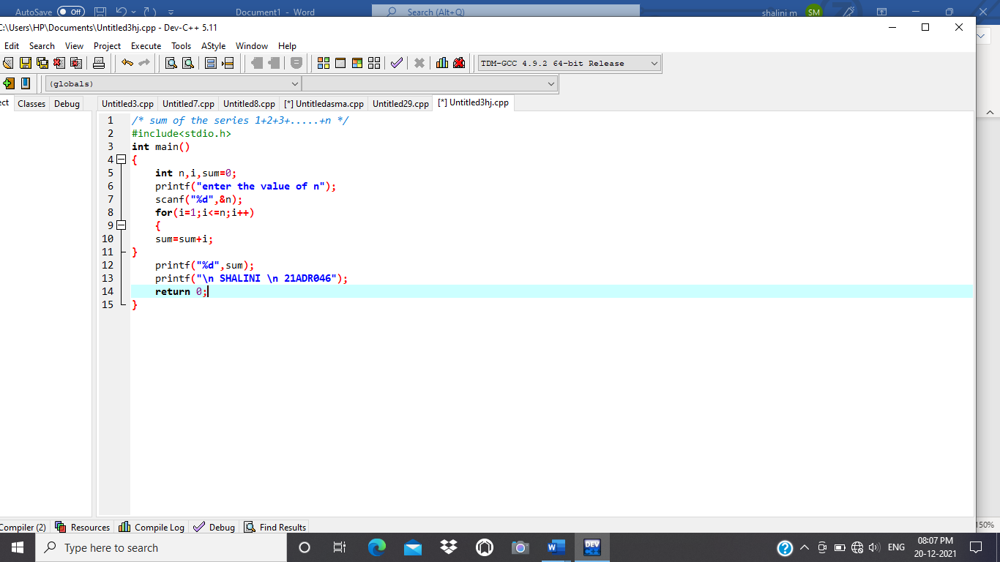 AutoSave Off Document1 - Word Search (Alt+Q) shalini m SM
C:\Users\HP\Documents\Untitled3hj.cpp - Dev-C++ 5.11
Edit Search View Project Execute Tools AStyle Window Help
TDM-GCC 4.9.2 64-bit Release
(globals)
ect Classes Debug Untitled3.cpp Untitled7.cpp Untitled8.cpp [*] Untitledasma.cpp Untitled29.cpp [*] Untitled3hj.cpp
1 /* sum of the series 1+2+3+.....+n */
2 #include<stdio.h>
3 int main()
4 {
5 int n,i,sum=0;
6 printf("enter the value of n");
7 scanf("%d",&n);
8 for(i=1;i<=n;i++)
9 {
10 sum=sum+i;
11 }
12 printf("%d",sum);
13 printf("\n SHALINI \n 21ADR046");
14 return 0;
15 }
Compiler (2) Resources Compile Log Debug Find Results
150%
Type here to search W DEV C++ ? ENG 08:07 PM
20-12-2021